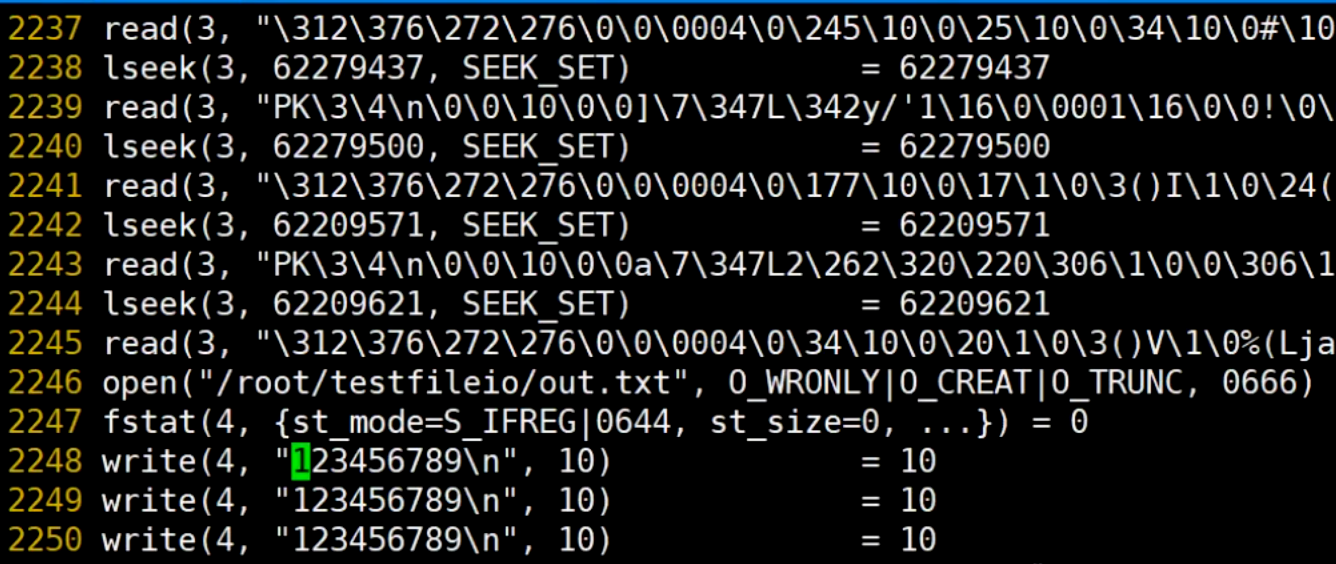 2237 read(3, "\312\376\272\276\0\0\0004\0\245\10\0\25\10\0\34\10\0#\10
2238 lseek(3, 62279437, SEEK_SET)            = 62279437
2239 read(3, "PK\3\4\n\0\0\10\0\0]\7\347L\342y/'1\16\0\0001\16\0\0!\0\
2240 lseek(3, 62279500, SEEK_SET)            = 62279500
2241 read(3, "\312\376\272\276\0\0\0004\0\177\10\0\17\1\0\3()I\1\0\24(
2242 lseek(3, 62209571, SEEK_SET)            = 62209571
2243 read(3, "PK\3\4\n\0\0\10\0\0a\7\347L2\262\320\220\306\1\0\0\306\1
2244 lseek(3, 62209621, SEEK_SET)            = 62209621
2245 read(3, "\312\376\272\276\0\0\0004\0\34\10\0\20\1\0\3()V\1\0%(Lja
2246 open("/root/testfileio/out.txt", O_WRONLY|O_CREAT|O_TRUNC, 0666)
2247 fstat(4, {st_mode=S_IFREG|0644, st_size=0, ...}) = 0
2248 write(4, "123456789\n", 10)             = 10
2249 write(4, "123456789\n", 10)             = 10
2250 write(4, "123456789\n", 10)             = 10